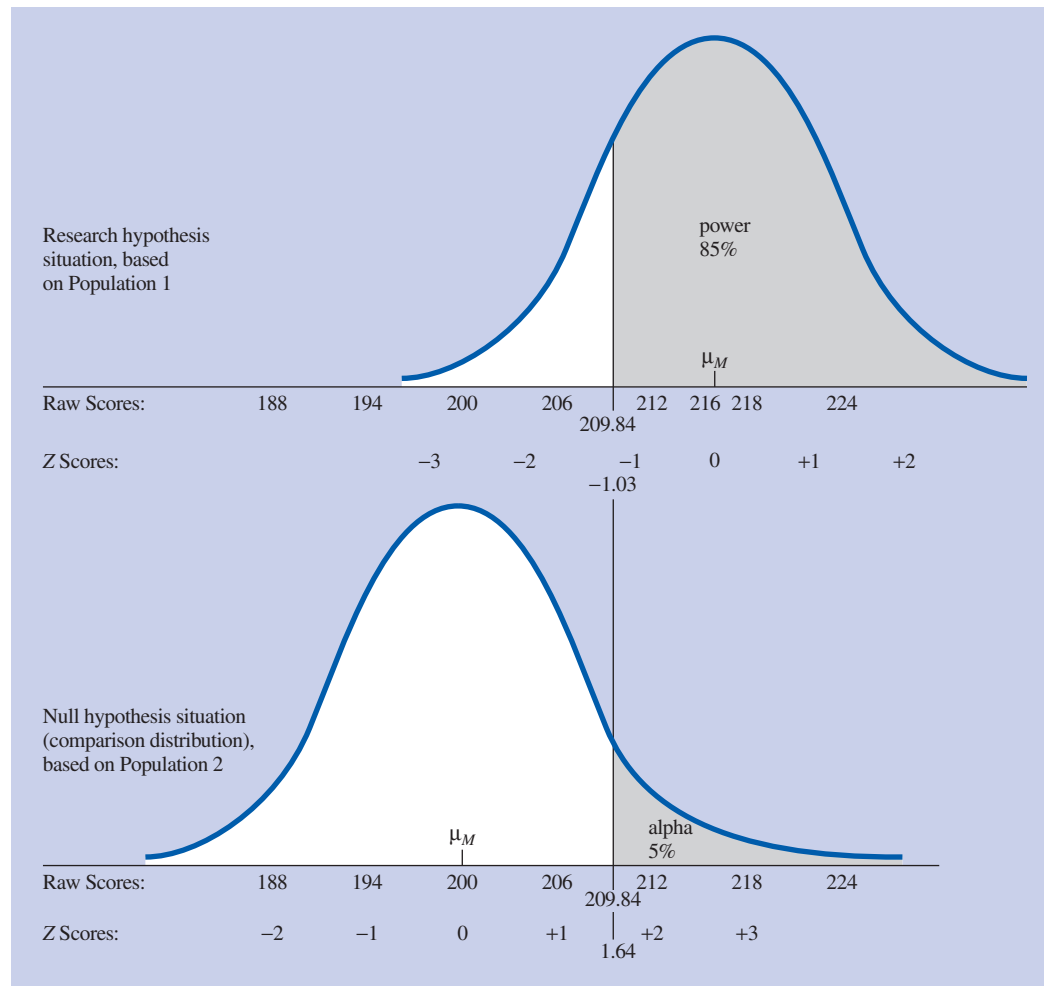 power
85%
Research hypothesis
situation, based
on Population 1
μM
Raw Scores: 188 194 200 206 212 216 218 224
209.84
Z Scores: −3 −2 −1 0 +1 +2
−1.03
Null hypothesis situation
(comparison distribution),
based on Population 2
alpha
5%
μM
Raw Scores: 188 194 200 206 212 218 224
209.84
Z Scores: −2 −1 0 +1 +2 +3
1.64